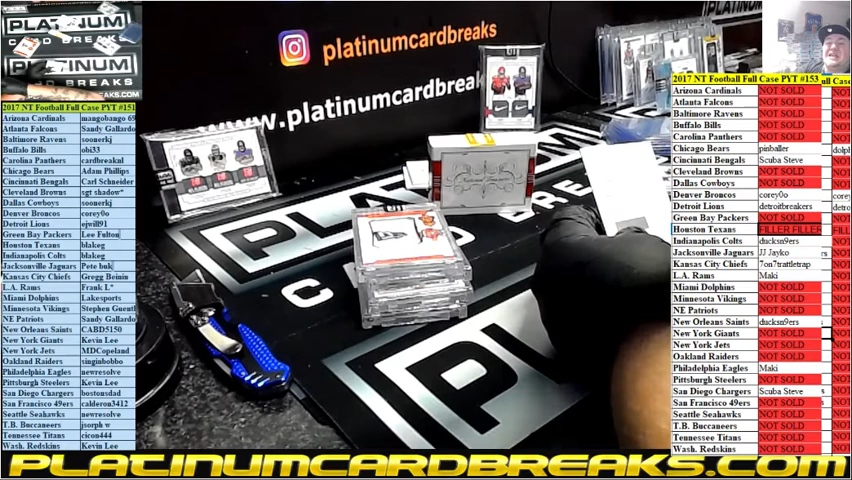 PLATINUM
CARD BREAKS
PLATINUM
BREAKS
2017 NT Football Full Case PYT #151
Arizona Cardinals mangobango 69
Atlanta Falcons Sandy Gallardo
Baltimore Ravens soonerkj
Buffalo Bills obi33
Carolina Panthers cardbreakal
Chicago Bears Adam Phillips
Cincinnati Bengals Carl Schneider
Cleveland Browns sgt shadow*
Dallas Cowboys soonerkj
Denver Broncos corey0o
Detroit Lions ejwill91
Green Bay Packers Lee Fulton
Houston Texans blakeg
Indianapolis Colts blakeg
Jacksonville Jaguars Pete buk
Kansas City Chiefs Gregg Beinin
L.A. Rams Frank L*
Miami Dolphins Lakesports
Minnesota Vikings Stephen Guentl
NE Patriots Sandy Gallardo
New Orleans Saints CABD5150
New York Giants Kevin Lee
New York Jets MDCopeland
Oakland Raiders singinbobbo
Philadelphia Eagles newresolve
Pittsburgh Steelers Kevin Lee
San Diego Chargers bostonsdad
San Francisco 49ers calderon3412
Seattle Seahawks newresolve
T.B. Buccaneers jsorph w
Tennessee Titans cicon444
Wash. Redskins Kevin Lee
platinumcardbreaks
platinumcardbreak
www.platinumc
PLAT
C
PL
2017 NT Football Full Case PYT #153
Arizona Cardinals NOT SOLD
Atlanta Falcons NOT SOLD
Baltimore Ravens NOT SOLD
Buffalo Bills NOT SOLD
Carolina Panthers NOT SOLD
Chicago Bears pinballer
Cincinnati Bengals Scuba Steve
Cleveland Browns NOT SOLD
Dallas Cowboys NOT SOLD
Denver Broncos corey0o
Detroit Lions detroitbreakers
Green Bay Packers NOT SOLD
Houston Texans FILLER FILLER
Indianapolis Colts ducksn9ers
Jacksonville Jaguars JJ Jayko
Kansas City Chiefs 7on7trattletrap
L.A. Rams Maki
Miami Dolphins NOT SOLD
Minnesota Vikings NOT SOLD
NE Patriots NOT SOLD
New Orleans Saints ducksn9ers
New York Giants NOT SOLD
New York Jets NOT SOLD
Oakland Raiders NOT SOLD
Philadelphia Eagles Maki
Pittsburgh Steelers NOT SOLD
San Diego Chargers Scuba Steve
San Francisco 49ers NOT SOLD
Seattle Seahawks NOT SOLD
T.B. Buccaneers NOT SOLD
Tennessee Titans NOT SOLD
Wash. Redskins NOT SOLD
PLATINUMCARDBREAKS.COM